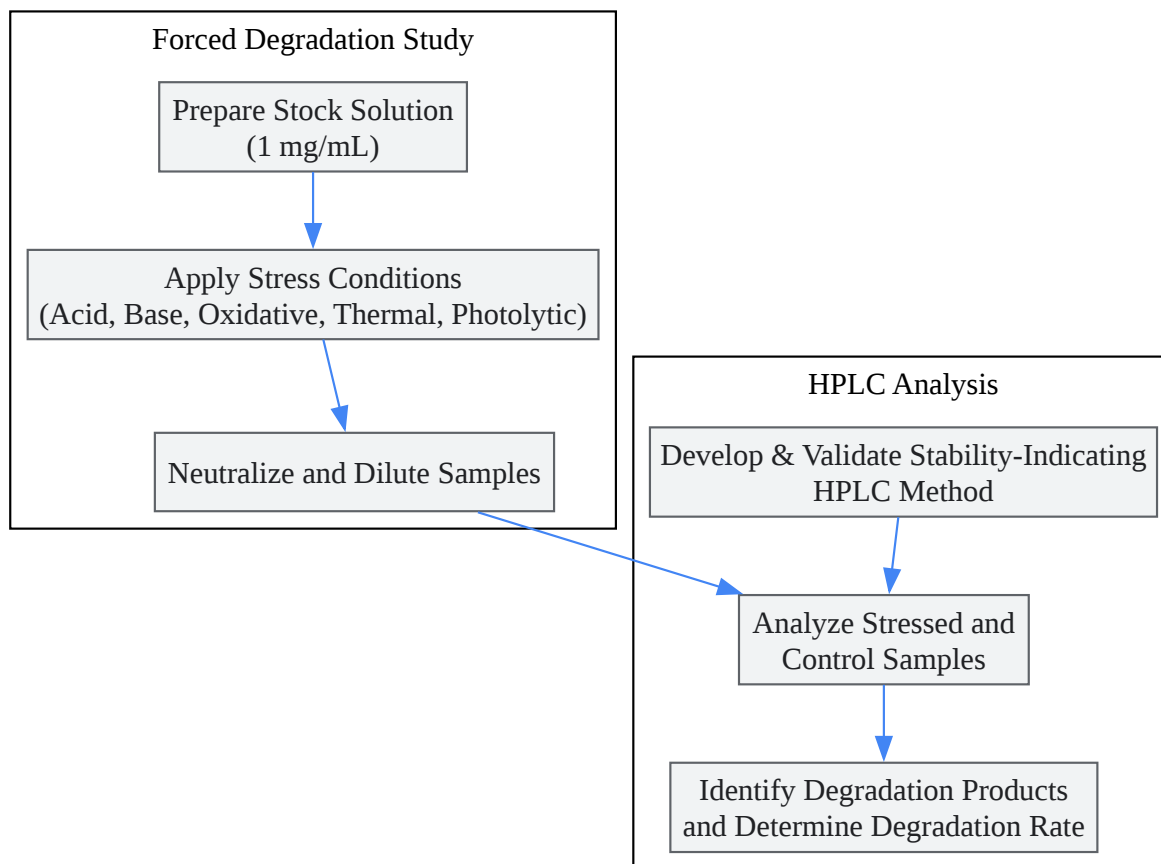 Forced Degradation Study
Prepare Stock Solution
(1 mg/mL)
Apply Stress Conditions
(Acid, Base, Oxidative, Thermal, Photolytic)
Neutralize and Dilute Samples
HPLC Analysis
Develop & Validate Stability-Indicating
HPLC Method
Analyze Stressed and
Control Samples
Identify Degradation Products
and Determine Degradation Rate